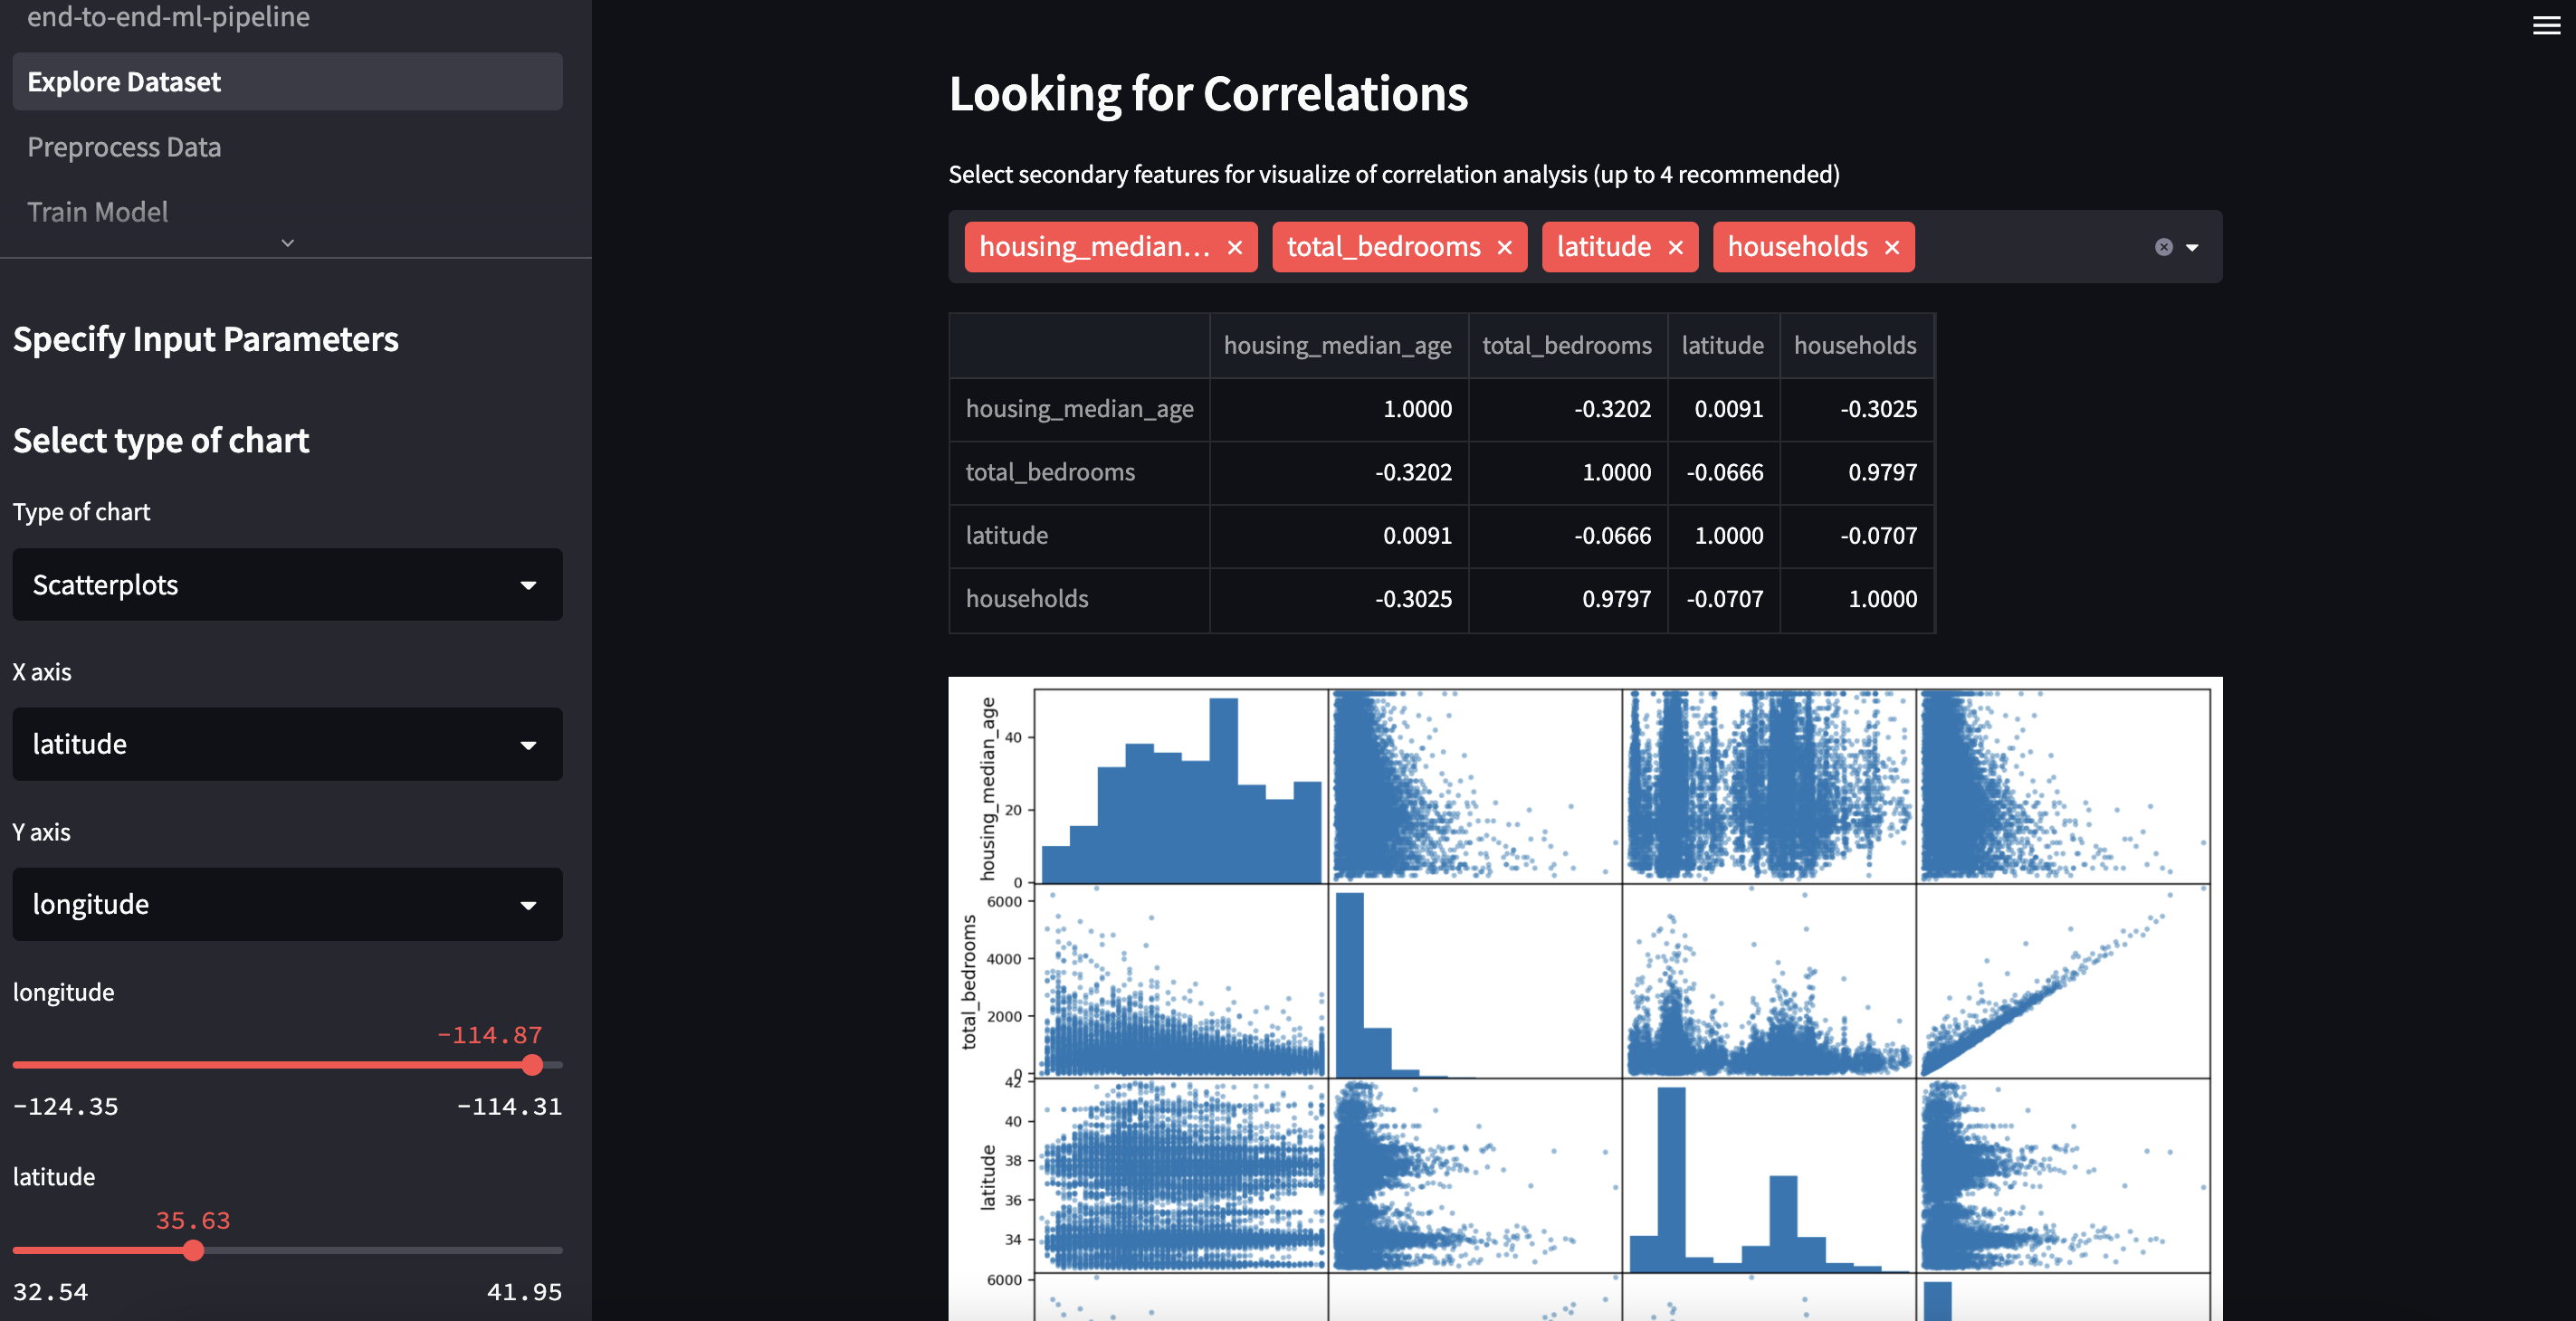 end-to-end-ml-pipeline
Explore Dataset
Preprocess Data
Train Model
Specify Input Parameters
Select type of chart
Type of chart
Scatterplots
X axis
latitude
Y axis
longitude
longitude
-114.87
-124.35 -114.31
latitude
35.63
32.54 41.95
Looking for Correlations
Select secondary features for visualize of correlation analysis (up to 4 recommended)
housing_median... total_bedrooms latitude households
housing_median_age total_bedrooms latitude households
housing_median_age 1.0000 -0.3202 0.0091 -0.3025
total_bedrooms -0.3202 1.0000 -0.0666 0.9797
latitude 0.0091 -0.0666 1.0000 -0.0707
households -0.3025 0.9797 -0.0707 1.0000
housing_median_age
40
20
0
total_bedrooms
6000
4000
2000
0
latitude
42
40
38
36
34
6000